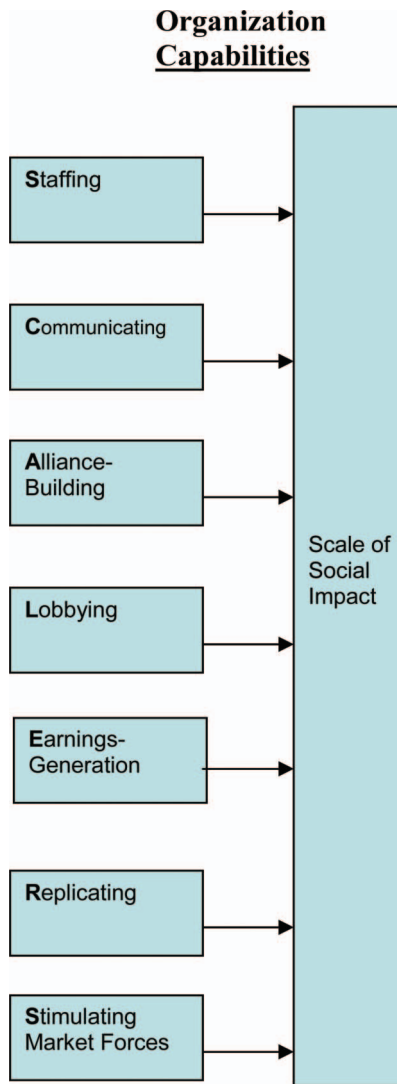 Organization
Capabilities
Staffing
Communicating
Alliance-
Building
Lobbying
Earnings-
Generation
Replicating
Stimulating
Market Forces
Scale of
Social
Impact